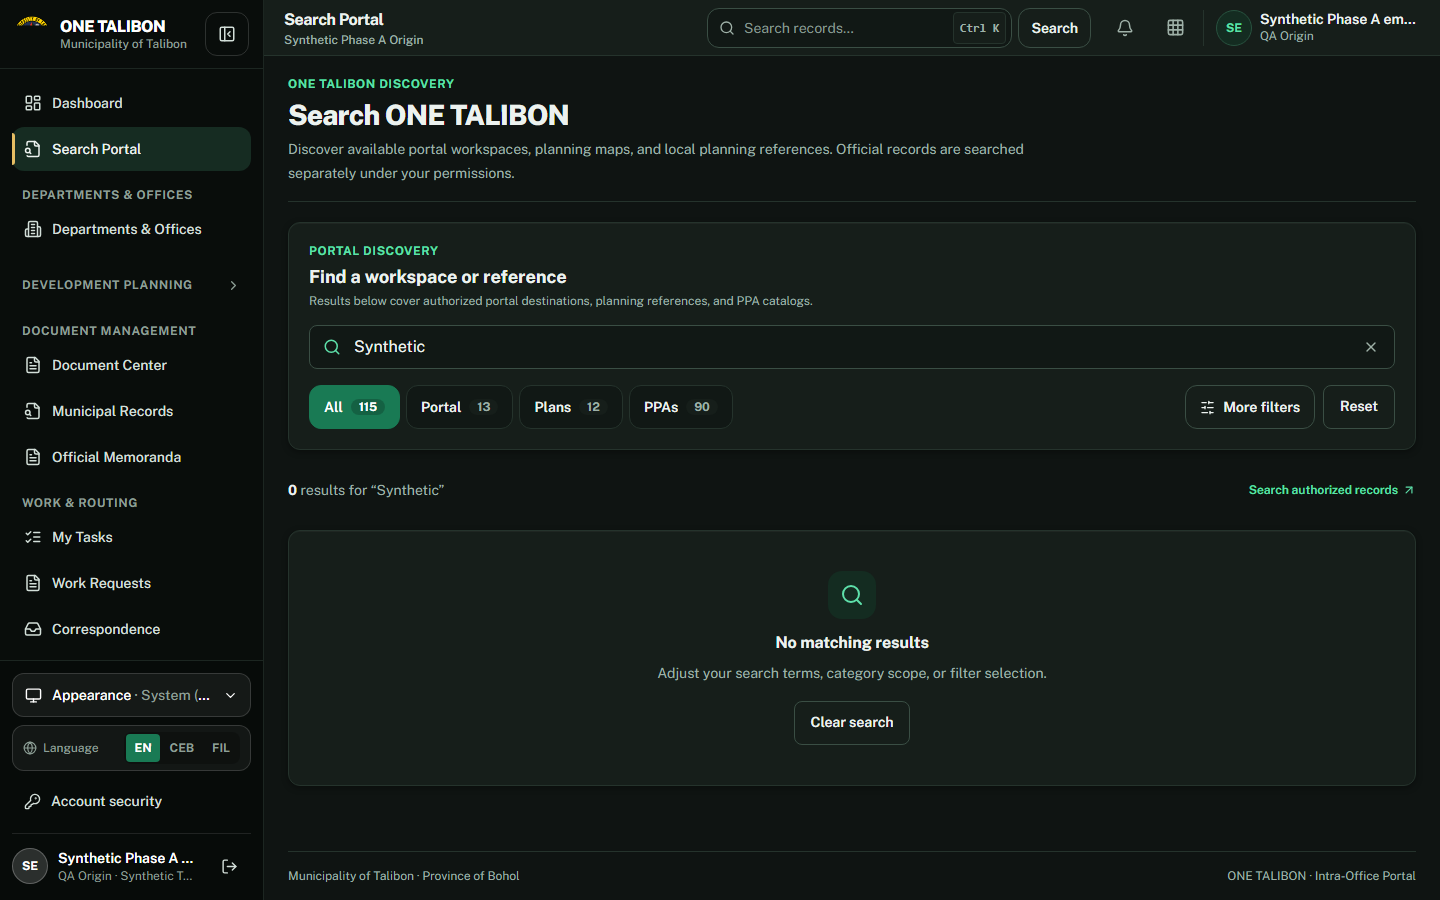 ONE TALIBON
Municipality of Talibon
Dashboard
Search Portal
DEPARTMENTS & OFFICES
Departments & Offices
DEVELOPMENT PLANNING
DOCUMENT MANAGEMENT
Document Center
Municipal Records
Official Memoranda
WORK & ROUTING
My Tasks
Work Requests
Correspondence
Appearance · System (...
Language EN CEB FIL
Account security
SE Synthetic Phase A ...
QA Origin · Synthetic T...
Search Portal
Synthetic Phase A Origin
Search records... Ctrl K Search
SE Synthetic Phase A em...
QA Origin
ONE TALIBON DISCOVERY
Search ONE TALIBON
Discover available portal workspaces, planning maps, and local planning references. Official records are searched
separately under your permissions.
PORTAL DISCOVERY
Find a workspace or reference
Results below cover authorized portal destinations, planning references, and PPA catalogs.
Synthetic
All 115 Portal 13 Plans 12 PPAs 90 More filters Reset
0 results for “Synthetic”
Search authorized records
No matching results
Adjust your search terms, category scope, or filter selection.
Clear search
Municipality of Talibon · Province of Bohol
ONE TALIBON · Intra-Office Portal